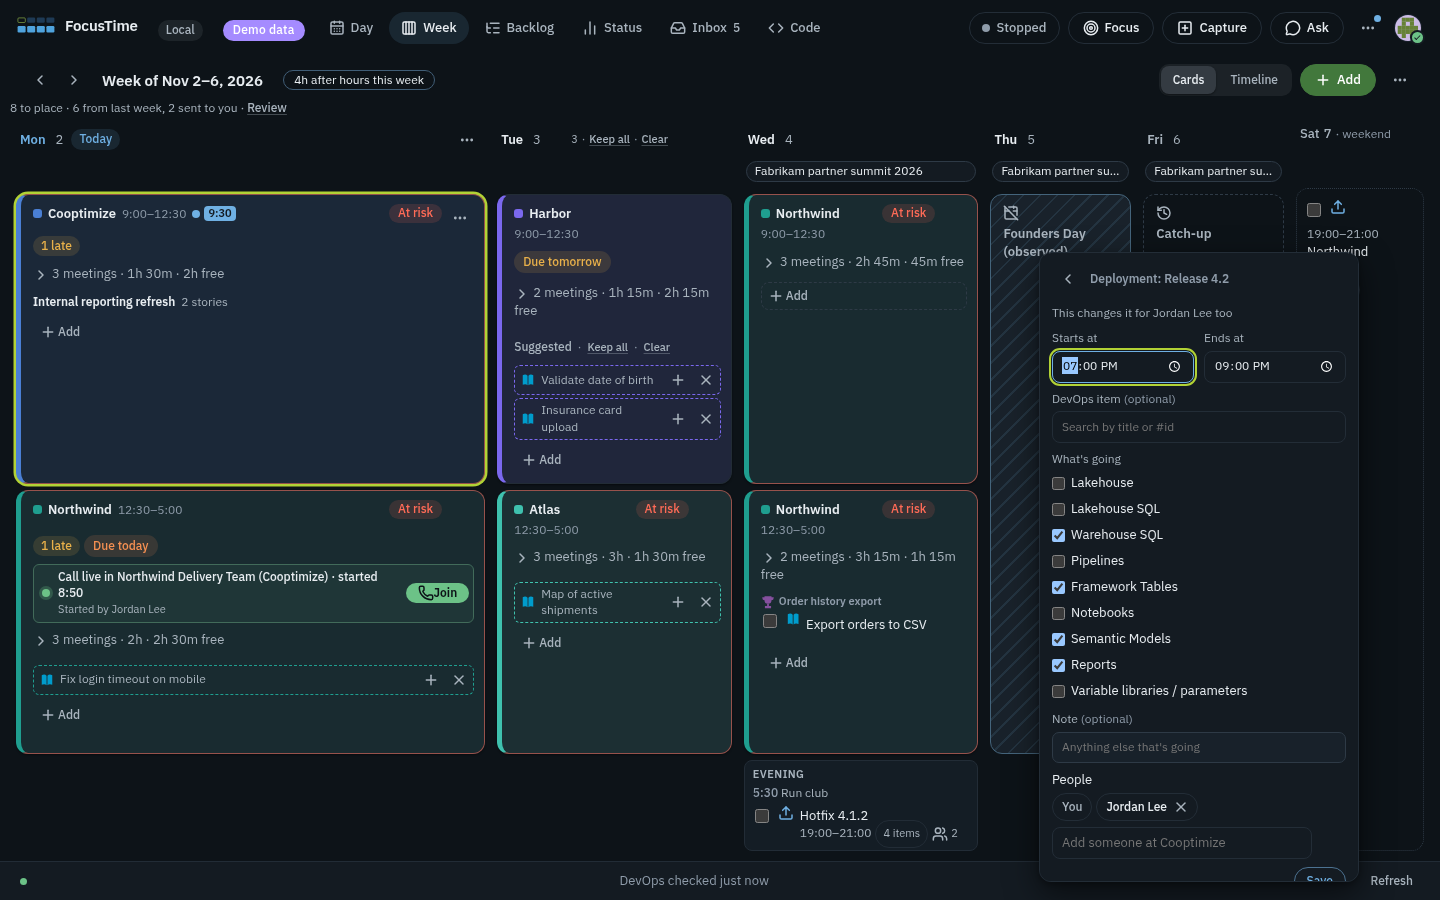 FocusTime
Local
Demo data
Day
Week
Backlog
Status
Inbox 5
Code
Stopped
Focus
Capture
Ask
Week of Nov 2–6, 2026
4h after hours this week
Cards
Timeline
Add
8 to place · 6 from last week, 2 sent to you · Review
Mon 2 Today
Tue 3
3 · Keep all · Clear
Wed 4
Thu 5
Fri 6
Sat 7 · weekend
Fabrikam partner summit 2026
Fabrikam partner su...
Fabrikam partner su...
Cooptimize 9:00–12:30 9:30
At risk
1 late
3 meetings · 1h 30m · 2h free
Internal reporting refresh 2 stories
Add
Harbor
9:00–12:30
Due tomorrow
2 meetings · 1h 15m · 2h 15m
free
Suggested · Keep all · Clear
Validate date of birth
Insurance card
upload
Add
Northwind
At risk
9:00–12:30
3 meetings · 2h 45m · 45m free
Add
Founders Day
(observed)
Catch-up
19:00–21:00
Northwind
Northwind 12:30–5:00
At risk
1 late
Due today
Call live in Northwind Delivery Team (Cooptimize) · started
8:50
Started by Jordan Lee
Join
3 meetings · 2h · 2h 30m free
Fix login timeout on mobile
Add
Atlas
At risk
12:30–5:00
3 meetings · 3h · 1h 30m free
Map of active
shipments
Add
Northwind
At risk
12:30–5:00
2 meetings · 3h 15m · 1h 15m
free
Order history export
Export orders to CSV
Add
EVENING
5:30 Run club
Hotfix 4.1.2
19:00–21:00
4 items
2
Deployment: Release 4.2
This changes it for Jordan Lee too
Starts at
Ends at
07:00 PM
09:00 PM
DevOps item (optional)
Search by title or #id
What's going
Lakehouse
Lakehouse SQL
Warehouse SQL
Pipelines
Framework Tables
Notebooks
Semantic Models
Reports
Variable libraries / parameters
Note (optional)
Anything else that's going
People
You
Jordan Lee
Add someone at Cooptimize
Save
DevOps checked just now
Refresh